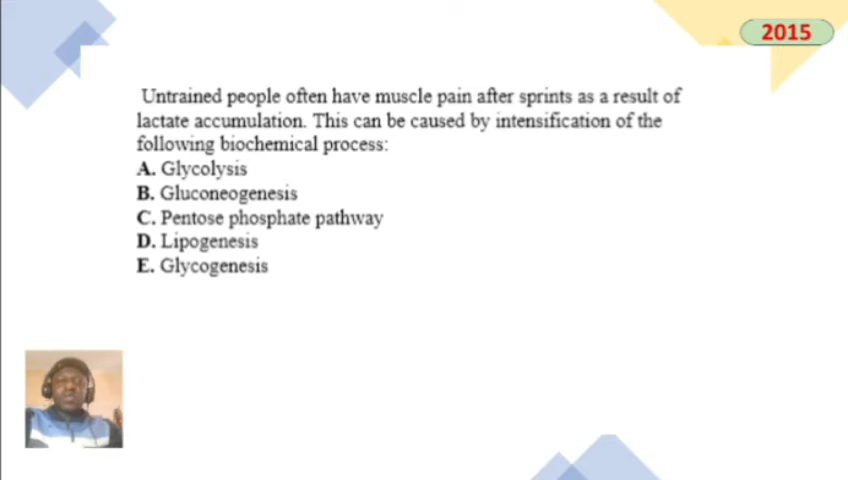 2015
Untrained people often have muscle pain after sprints as a result of
lactate accumulation. This can be caused by intensification of the
following biochemical process:
A. Glycolysis
B. Gluconeogenesis
C. Pentose phosphate pathway
D. Lipogenesis
E. Glycogenesis